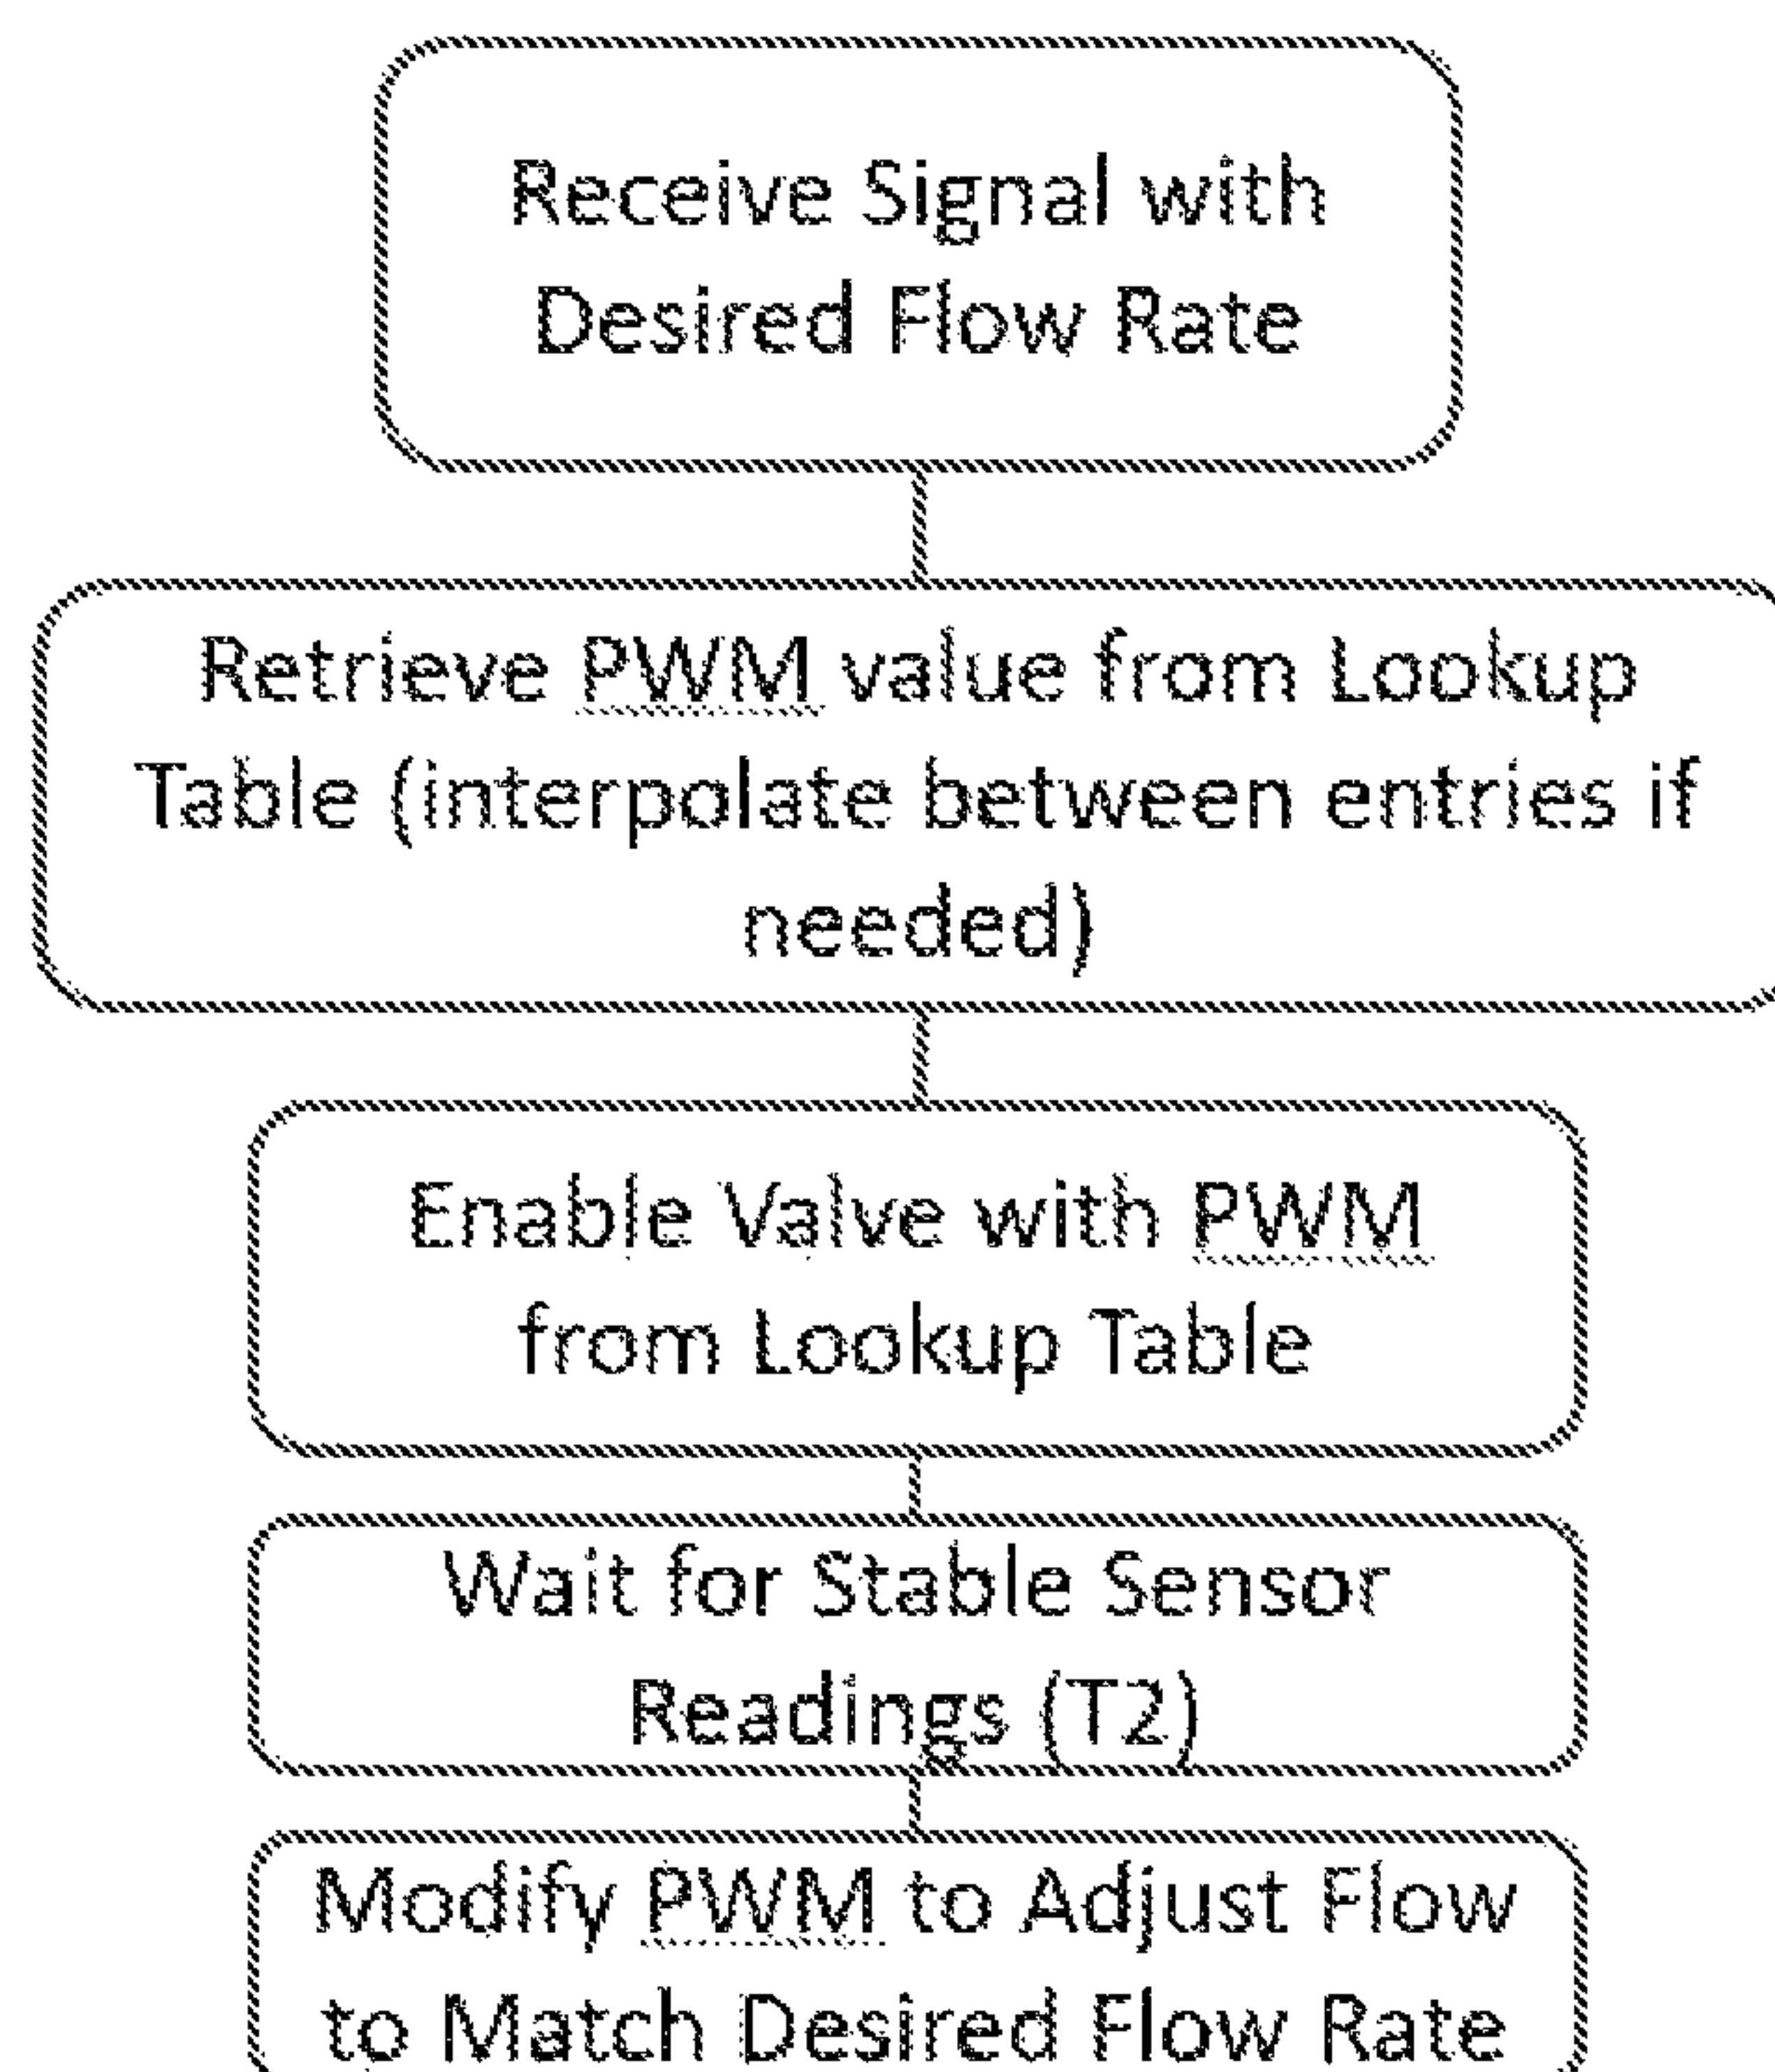 Receive Signal with
Desired Flow Rate
Retrieve PWM value from Lookup
Table (interpolate between entries if
needed)
Enable Valve with PWM
from Lookup Table
Wait for Stable Sensor
Readings (T2)
Modify PWM to Adjust Flow
to Match Desired Flow Rate